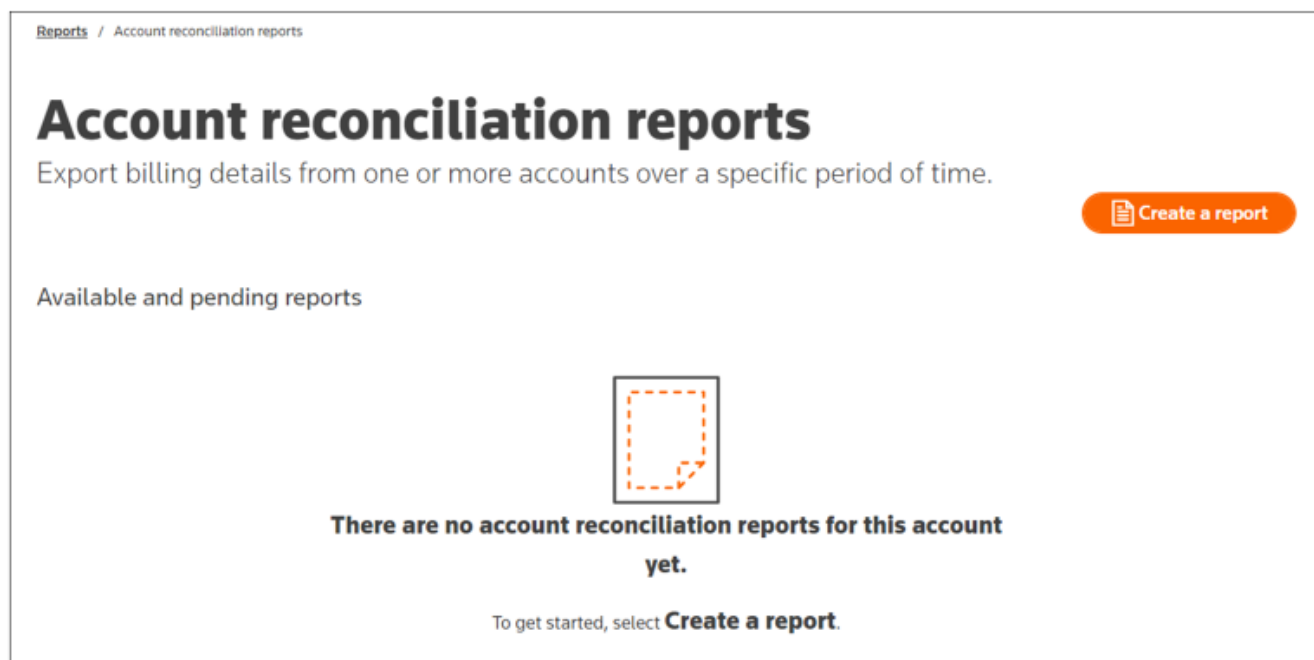 Reports / Account reconciliation reports
Account reconciliation reports
Export billing details from one or more accounts over a specific period of time.
Create a report
Available and pending reports
There are no account reconciliation reports for this account
yet.
To get started, select Create a report.